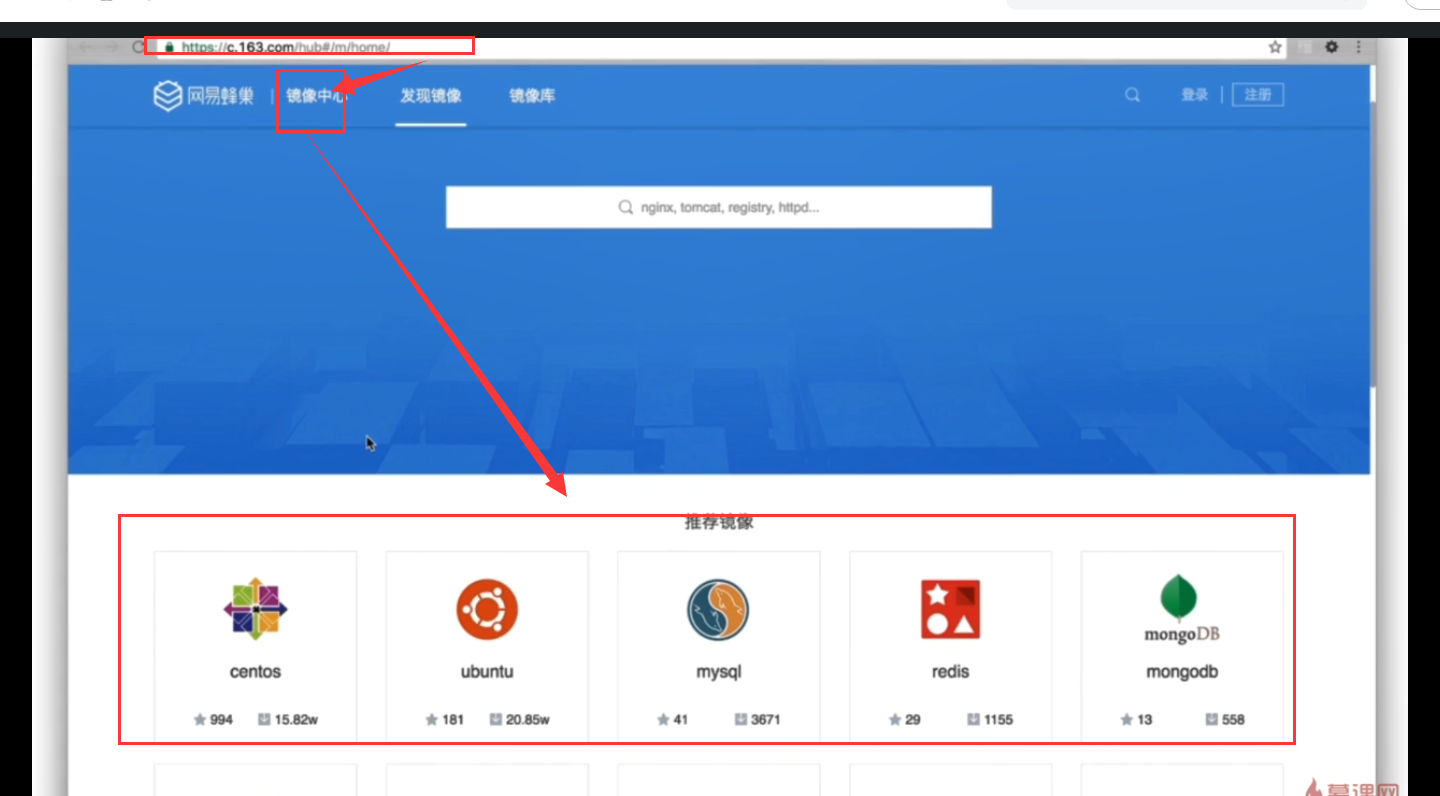 https://c.163.com/hub#/m/home/
网易蜂巢 | 镜像中心 发现镜像 镜像库 登录 | 注册
nginx, tomcat, registry, httpd...
推荐镜像
mongoDB
centos ubuntu mysql redis mongodb
994 15.82w 181 20.85w 41 3671 29 1155 13 558
慕课网